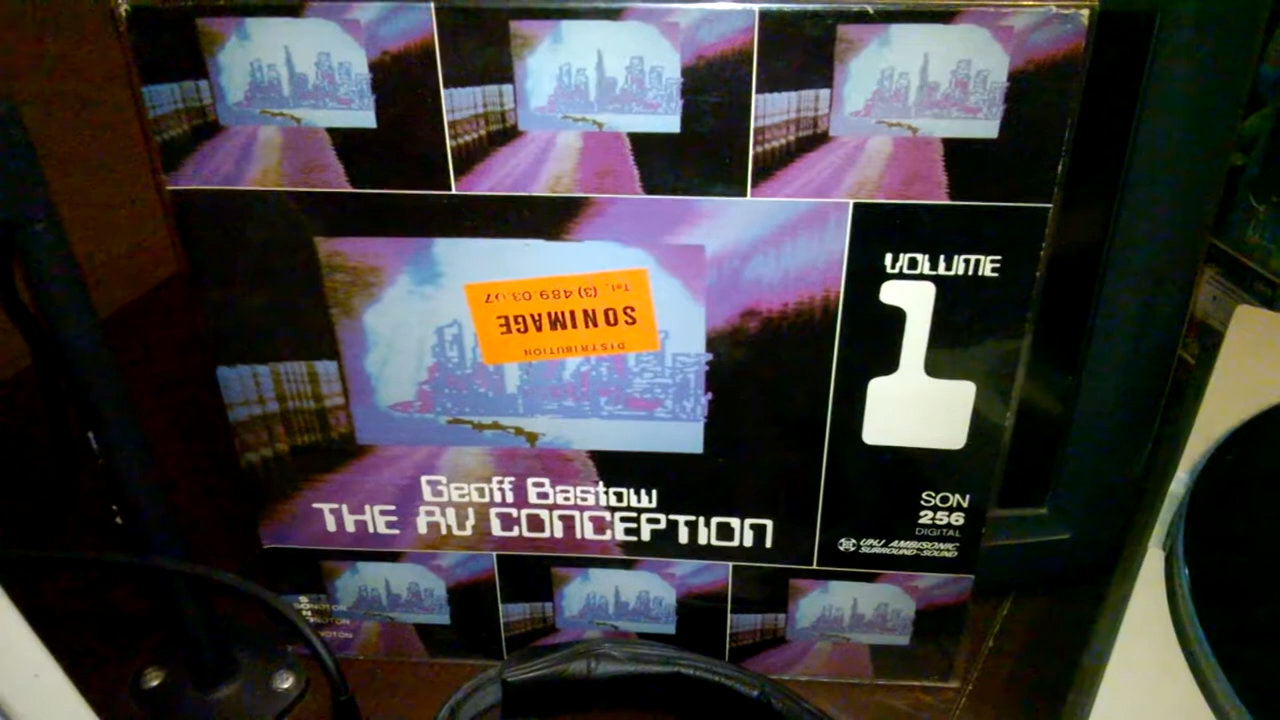 DISTRIBUTION
SONIMAGE
Tel. (3) 489.03.07
VOLUME
1
Geoff Bastow
THE AV CONCEPTION
SON
256
DIGITAL
UHJ AMBISONIC
SURROUND-SOUND
SONOTON